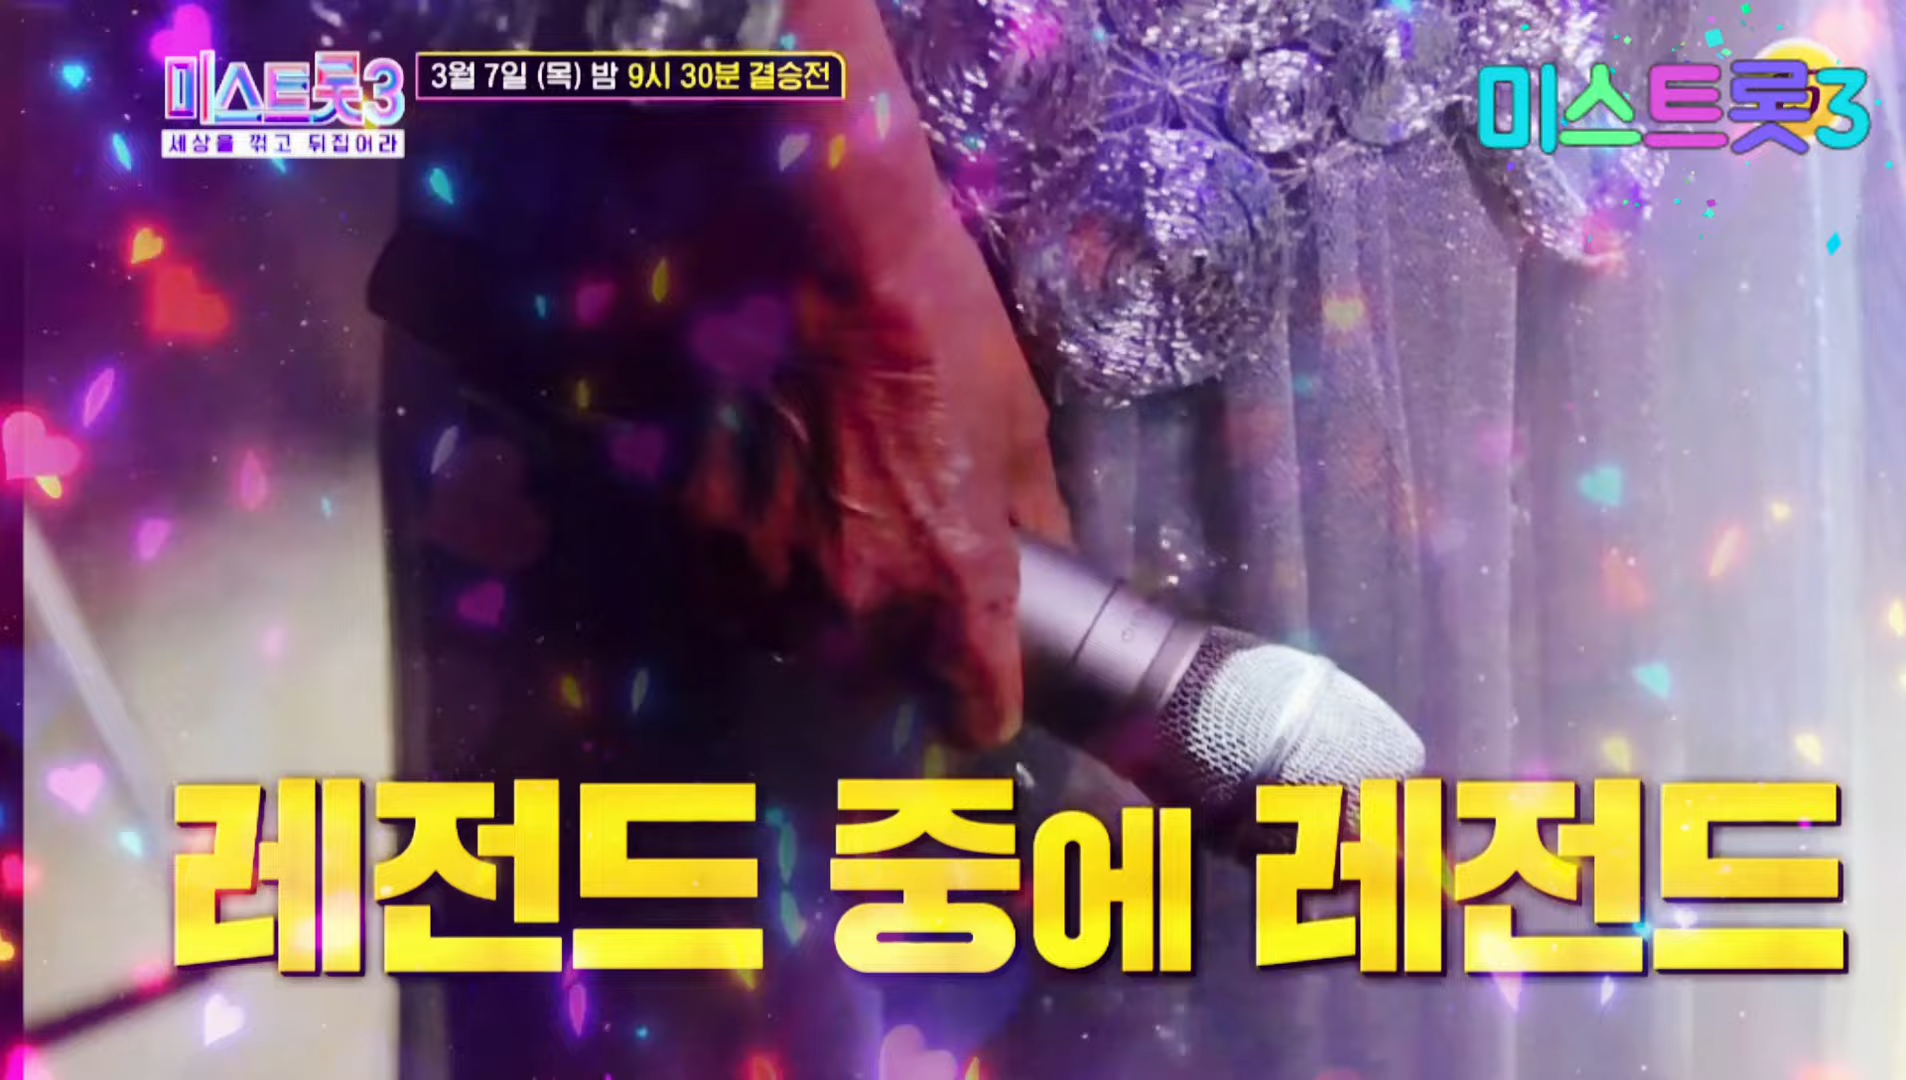 미스트롯3
세상을 꺾고 뒤집어라
3월 7일 (목) 밤 9시 30분 결승전
미스트롯3
레전드 중에 레전드